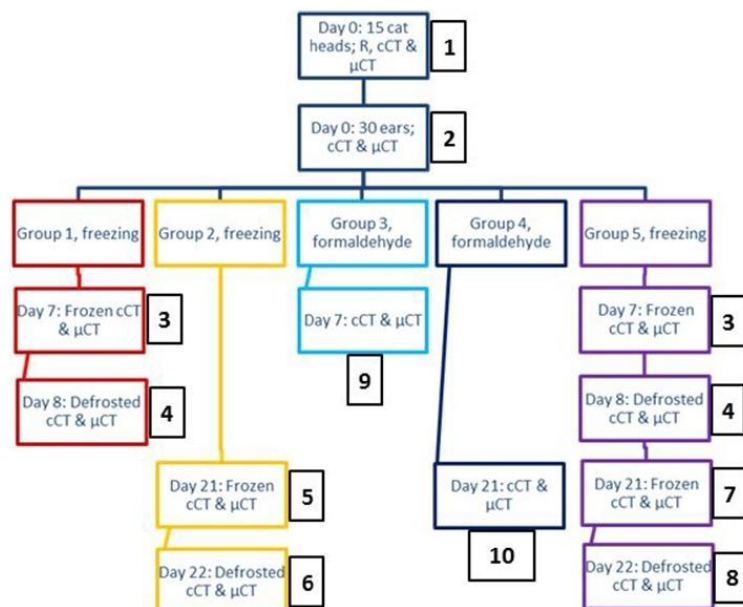 Day 0: 15 cat
heads; R, cCT &
µCT
1
Day 0: 30 ears;
cCT & µCT
2
Group 1, freezing
Group 2, freezing
Group 3,
formaldehyde
Group 4,
formaldehyde
Group 5, freezing
Day 7: Frozen cCT
& µCT
3
Day 7: cCT & µCT
9
Day 7: Frozen
cCT & µCT
3
Day 8: Defrosted
cCT & µCT
4
Day 8: Defrosted
cCT & µCT
4
Day 21: Frozen
cCT & µCT
5
Day 21: cCT &
µCT
10
Day 21: Frozen
cCT & µCT
7
Day 22: Defrosted
cCT & µCT
6
Day 22: Defrosted
cCT & µCT
8